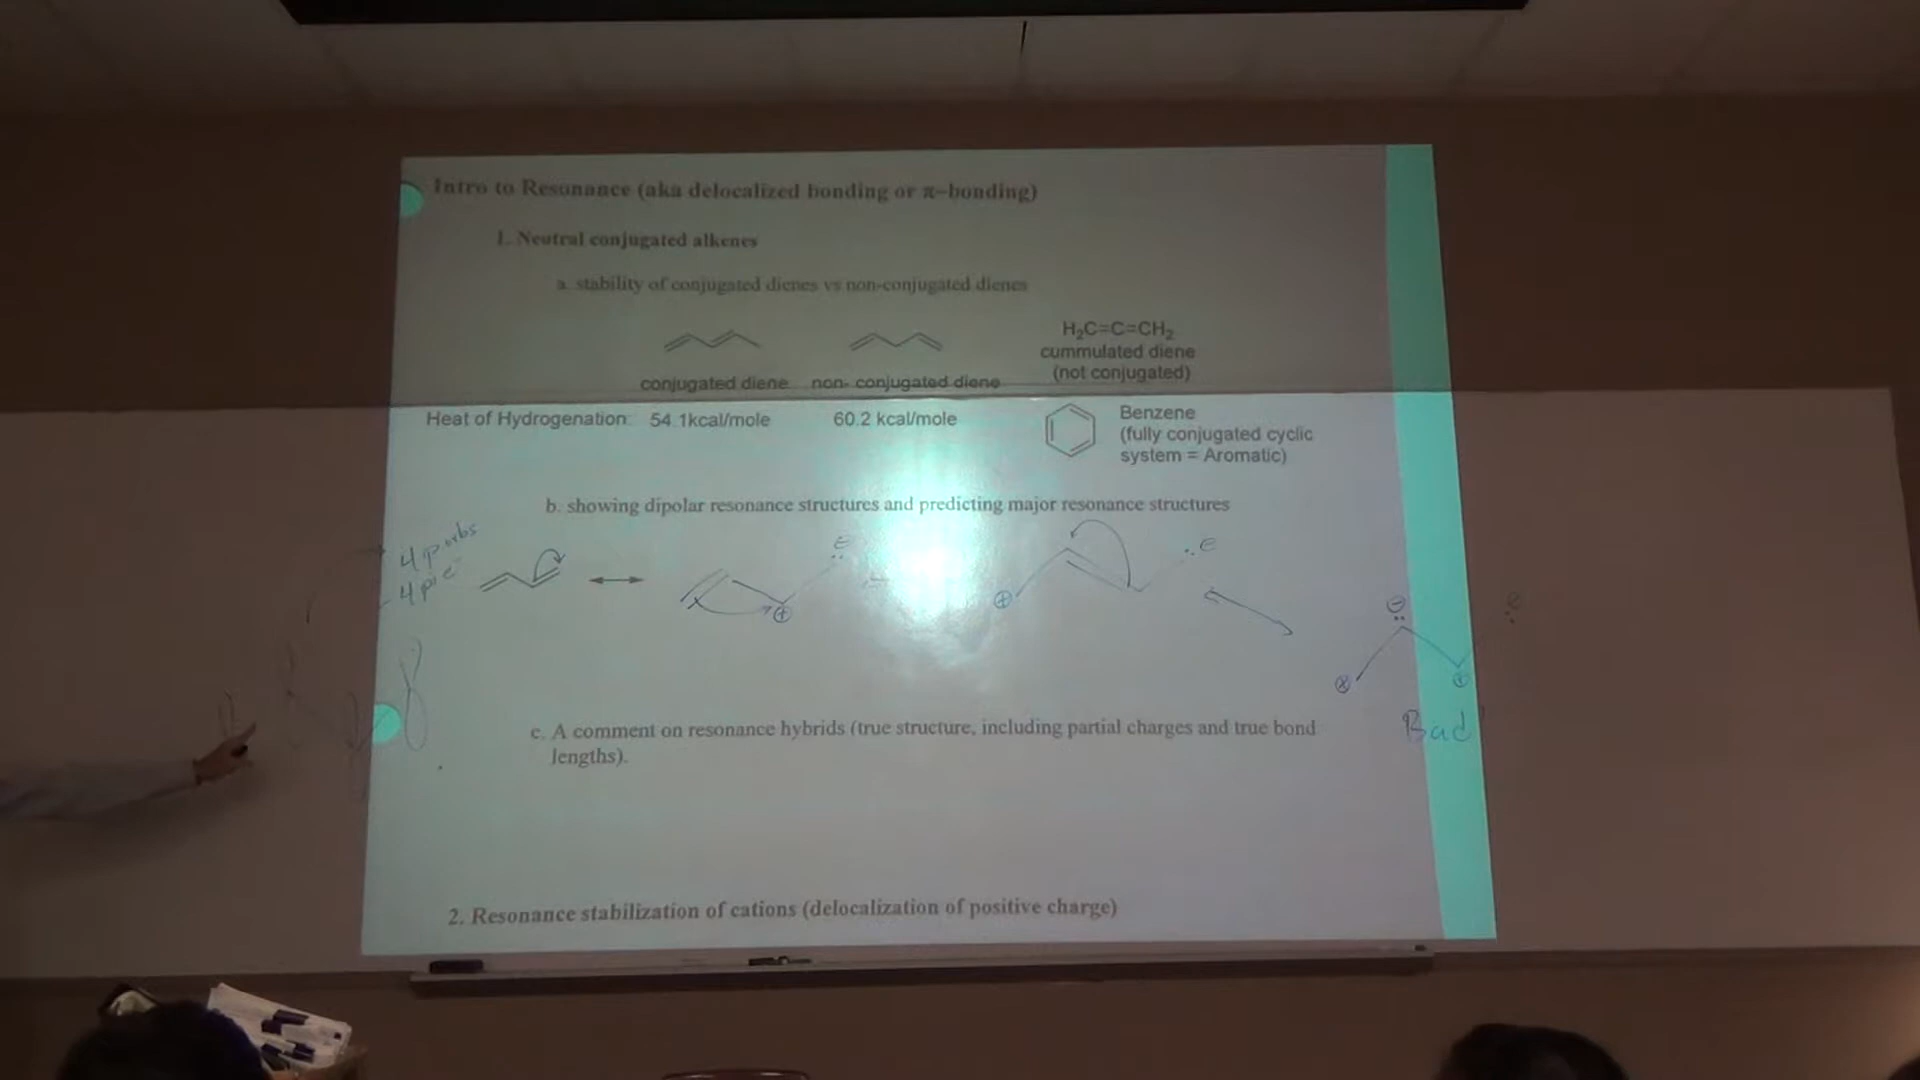 Intro to Resonance (aka delocalized bonding or π-bonding)
1. Neutral conjugated alkenes
a. stability of conjugated dienes vs non-conjugated dienes
H₂C=C=CH₂
cummulated diene
(not conjugated)
conjugated diene non- conjugated diene
Heat of Hydrogenation: 54.1kcal/mole 60.2 kcal/mole
Benzene
(fully conjugated cyclic
system = Aromatic)
b. showing dipolar resonance structures and predicting major resonance structures
4 p orbs
4 pi e⁻
⊕
⊕
⊖
⊕
Bad
c. A comment on resonance hybrids (true structure, including partial charges and true bond
lengths).
2. Resonance stabilization of cations (delocalization of positive charge)